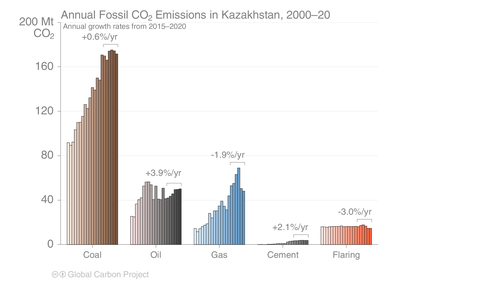 Annual Fossil CO₂ Emissions in Kazakhstan, 2000–20
200 Mt
CO₂
Annual growth rates from 2015–2020
+0.6%/yr
160
120
80
40
0
+3.9%/yr
-1.9%/yr
+2.1%/yr
-3.0%/yr
Coal
Oil
Gas
Cement
Flaring
Global Carbon Project